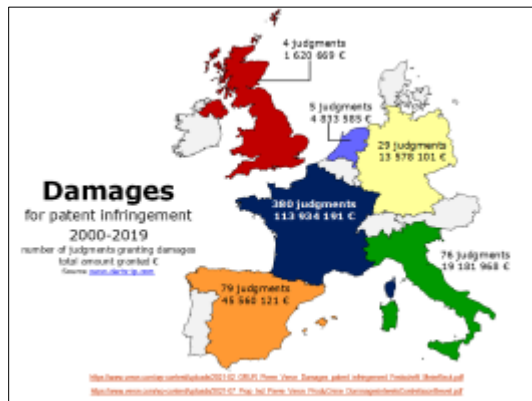 4 judgments
1 620 669 €
5 judgments
4 833 585 €
29 judgments
13 578 101 €
Damages
for patent infringement
2000-2019
number of judgments granting damages
total amount granted €
Source
380 judgments
113 934 191 €
76 judgments
19 181 968 €
79 judgments
45 560 121 €